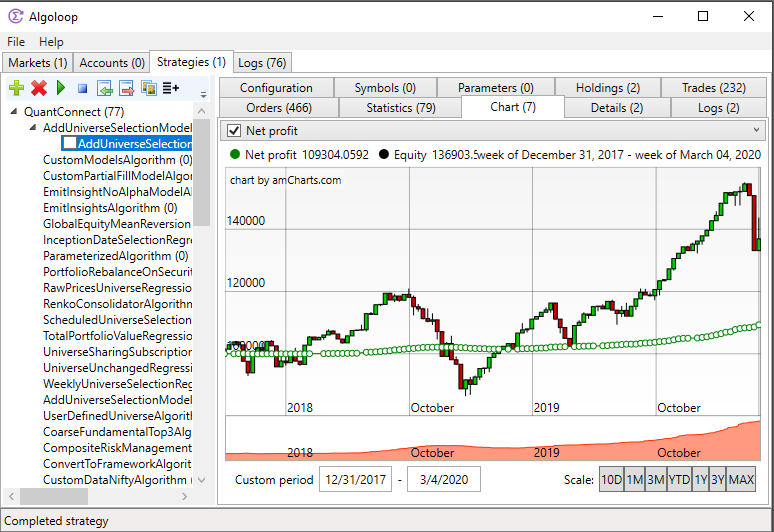 Algoloop
File Help
Markets (1) Accounts (0) Strategies (1) Logs (76)
QuantConnect (77)
AddUniverseSelectionModel
AddUniverseSelection
CustomModelsAlgorithm (0)
CustomPartialFillModelAlgor
EmitInsightNoAlphaModelAl
EmitInsightsAlgorithm (0)
GlobalEquityMeanReversion
InceptionDateSelectionRegre
ParameterizedAlgorithm (0)
PortfolioRebalanceOnSecurit
RawPricesUniverseRegressio
RenkoConsolidatorAlgorithm
ScheduledUniverseSelection
TotalPortfolioValueRegressio
UniverseSharingSubscription
UniverseUnchangedRegressi
WeeklyUniverseSelectionReg
AddUniverseSelectionModel
UserDefinedUniverseAlgorith
CoarseFundamentalTop3Alg
CompositeRiskManagement
ConvertToFrameworkAlgorit
CustomDataNiftyAlgorithm (
Configuration Symbols (0) Parameters (0) Holdings (2) Trades (232)
Orders (466) Statistics (79) Chart (7) Details (2) Logs (2)
Net profit
Net profit 109304.0592 Equity 136903.5 week of December 31, 2017 - week of March 04, 2020
chart by amCharts.com
140000
120000
100000
2018 October 2019 October
2018 October 2019 October
Custom period 12/31/2017 - 3/4/2020 Scale: 10D 1M 3M YTD 1Y 3Y MAX
Completed strategy